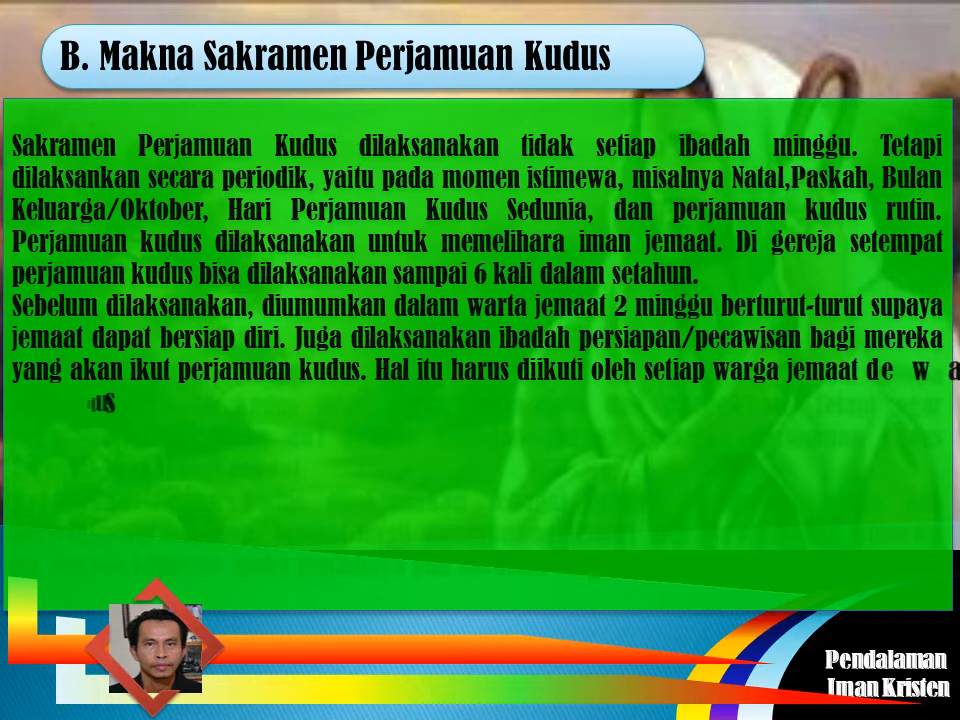 B. Makna Sakramen Perjamuan Kudus
Sakramen Perjamuan Kudus dilaksanakan tidak setiap ibadah minggu. Tetapi
dilaksankan secara periodik, yaitu pada momen istimewa, misalnya Natal,Paskah, Bulan
Keluarga/Oktober, Hari Perjamuan Kudus Sedunia, dan perjamuan kudus rutin.
Perjamuan kudus dilaksanakan untuk memelihara iman jemaat. Di gereja setempat
perjamuan kudus bisa dilaksanakan sampai 6 kali dalam setahun.
Sebelum dilaksanakan, diumumkan dalam warta jemaat 2 minggu berturut-turut supaya
jemaat dapat bersiap diri. Juga dilaksanakan ibadah persiapan/pecawisan bagi mereka
yang akan ikut perjamuan kudus. Hal itu harus diikuti oleh setiap warga jemaat d e w a
Pendalaman
Iman Kristen